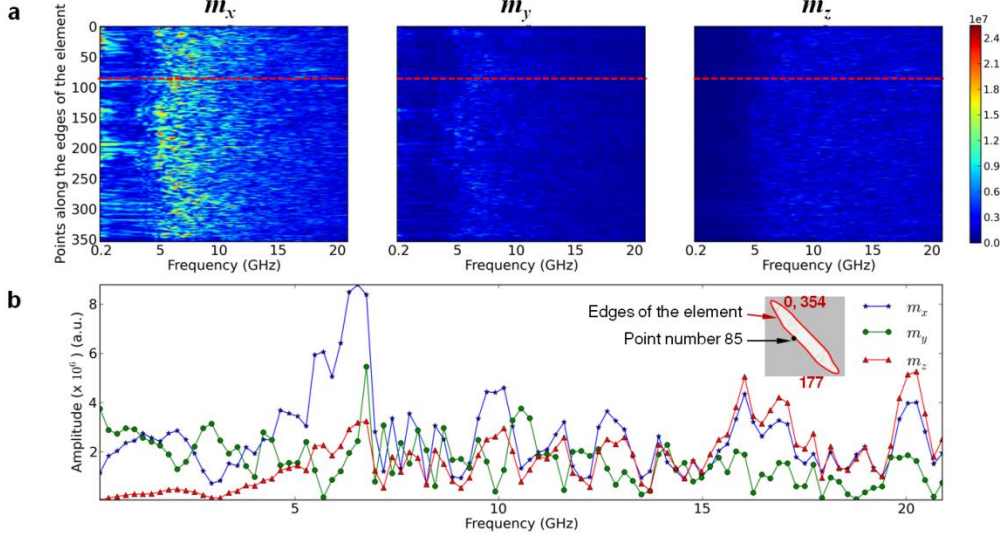 a
m_x
m_y
m_z
1e7
Points along the edges of the element
0
50
100
150
200
250
300
350
0.2 5 10 15 20
0.2 5 10 15 20
0.2 5 10 15 20
Frequency (GHz)
Frequency (GHz)
Frequency (GHz)
2.4
2.1
1.8
1.5
1.2
0.9
0.6
0.3
0.0
b
Amplitude (x 10⁶) (a.u.)
8
6
4
2
5 10 15 20
Frequency (GHz)
0, 354
Edges of the element
Point number 85
177
m_x
m_y
m_z